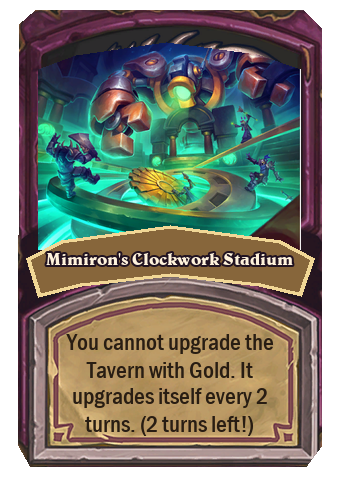 Mimiron's Clockwork Stadium
You cannot upgrade the
Tavern with Gold. It
upgrades itself every 2
turns. (2 turns left!)